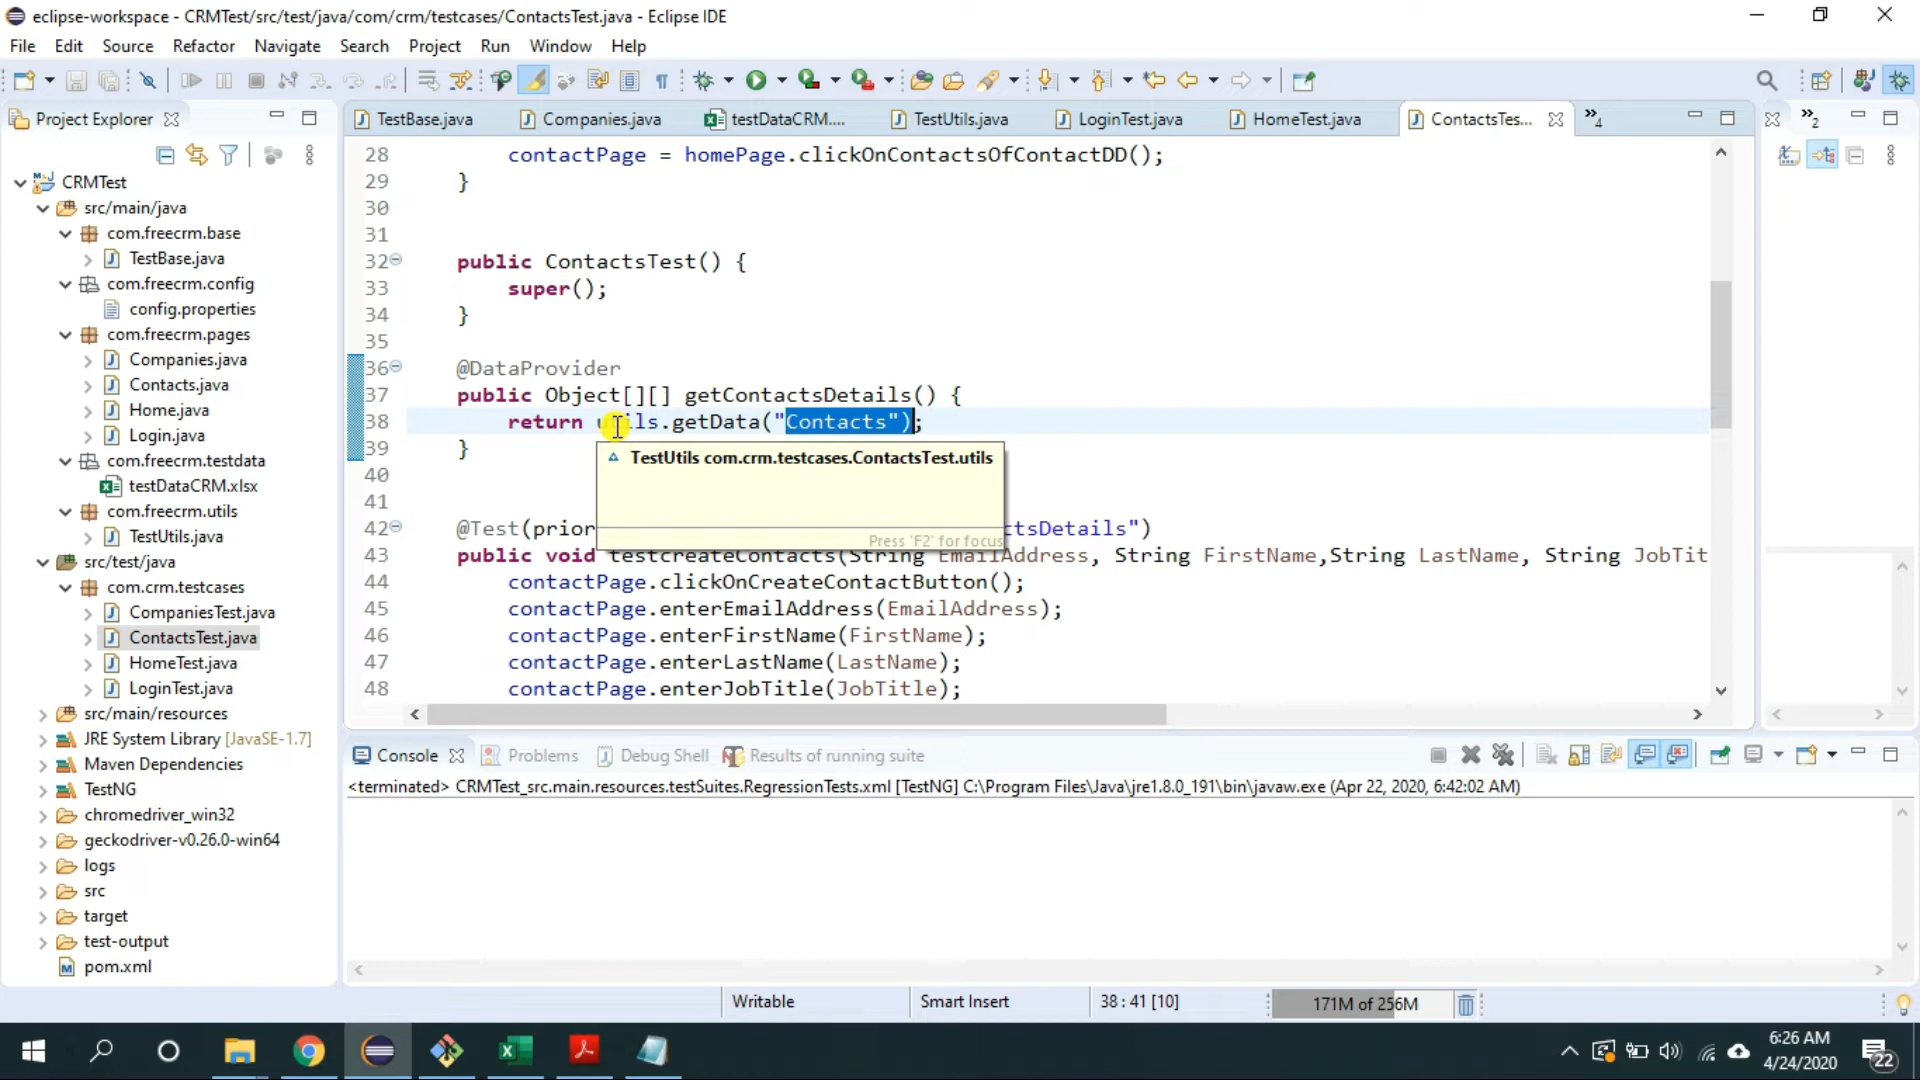 eclipse-workspace - CRMTest/src/test/java/com/crm/testcases/ContactsTest.java - Eclipse IDE
File Edit Source Refactor Navigate Search Project Run Window Help
Project Explorer
TestBase.java Companies.java testDataCRM.... TestUtils.java LoginTest.java HomeTest.java ContactsTes... »4 »2
CRMTest
src/main/java
com.freecrm.base
TestBase.java
com.freecrm.config
config.properties
com.freecrm.pages
Companies.java
Contacts.java
Home.java
Login.java
com.freecrm.testdata
testDataCRM.xlsx
com.freecrm.utils
TestUtils.java
src/test/java
com.crm.testcases
CompaniesTest.java
ContactsTest.java
HomeTest.java
LoginTest.java
src/main/resources
JRE System Library [JavaSE-1.7]
Maven Dependencies
TestNG
chromedriver_win32
geckodriver-v0.26.0-win64
logs
src
target
test-output
pom.xml
28 contactPage = homePage.clickOnContactsOfContactDD();
29 }
30
31
32 public ContactsTest() {
33 super();
34 }
35
36 @DataProvider
37 public Object[][] getContactsDetails() {
38 return utils.getData("Contacts");
39 }
40
41
42 @Test(prior ctsDetails")
43 public void testcreateContacts(String EmailAddress, String FirstName,String LastName, String JobTit
44 contactPage.clickOnCreateContactButton();
45 contactPage.enterEmailAddress(EmailAddress);
46 contactPage.enterFirstName(FirstName);
47 contactPage.enterLastName(LastName);
48 contactPage.enterJobTitle(JobTitle);
TestUtils com.crm.testcases.ContactsTest.utils
Press 'F2' for focus
Console Problems Debug Shell Results of running suite
<terminated> CRMTest_src.main.resources.testSuites.RegressionTests.xml [TestNG] C:\Program Files\Java\jre1.8.0_191\bin\javaw.exe (Apr 22, 2020, 6:42:02 AM)
Writable Smart Insert 38 : 41 [10] 171M of 256M
6:26 AM
4/24/2020
22